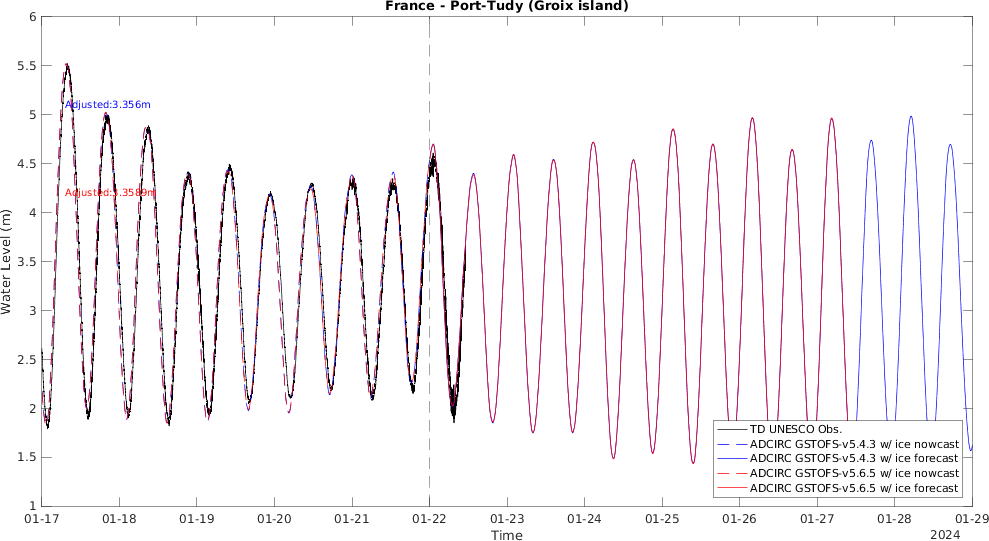 France - Port-Tudy (Groix island)
6
5.5
5
4.5
4
3.5
3
2.5
2
1.5
1
Water Level (m)
Adjusted:3.356m
Adjusted:3.3589m
TD UNESCO Obs.
ADCIRC GSTOFS-v5.4.3 w/ ice nowcast
ADCIRC GSTOFS-v5.4.3 w/ ice forecast
ADCIRC GSTOFS-v5.6.5 w/ ice nowcast
ADCIRC GSTOFS-v5.6.5 w/ ice forecast
01-17 01-18 01-19 01-20 01-21 01-22 01-23 01-24 01-25 01-26 01-27 01-28 01-29
Time
2024